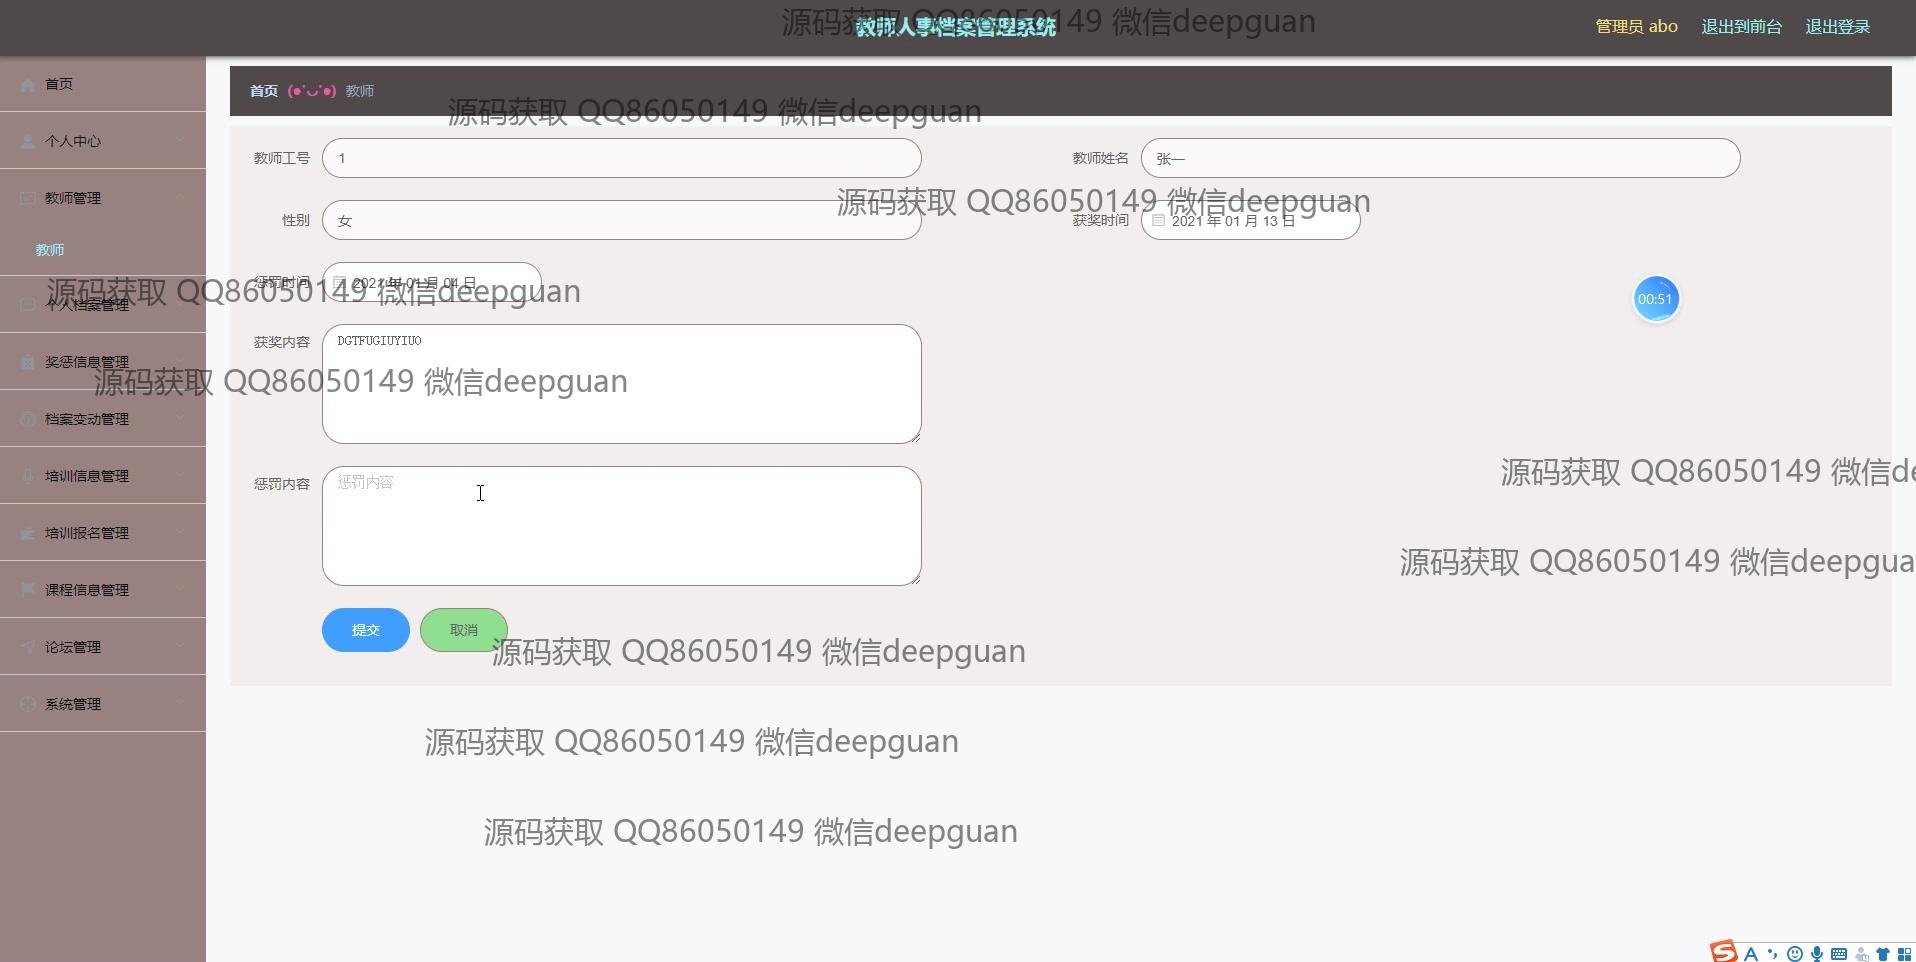 教师人事档案管理系统
源码获取 QQ86050149 微信deepguan
管理员 abo 退出到前台 退出登录
首页
个人中心
教师管理
教师
个人档案管理
奖惩信息管理
档案变动管理
培训信息管理
培训报名管理
课程信息管理
论坛管理
系统管理
首页 (●'◡'●) 教师
源码获取 QQ86050149 微信deepguan
教师工号 1
教师姓名 张一
源码获取 QQ86050149 微信deepguan
性别 女
获奖时间 2021 年 01 月 13 日
惩罚时间 2021 年 01 月 04 日
源码获取 QQ86050149 微信deepguan
00:51
获奖内容 DGTFUGIUYIUO
源码获取 QQ86050149 微信deepguan
惩罚内容 惩罚内容
源码获取 QQ86050149 微信de
源码获取 QQ86050149 微信deepgua
提交 取消
源码获取 QQ86050149 微信deepguan
源码获取 QQ86050149 微信deepguan
源码获取 QQ86050149 微信deepguan
S A